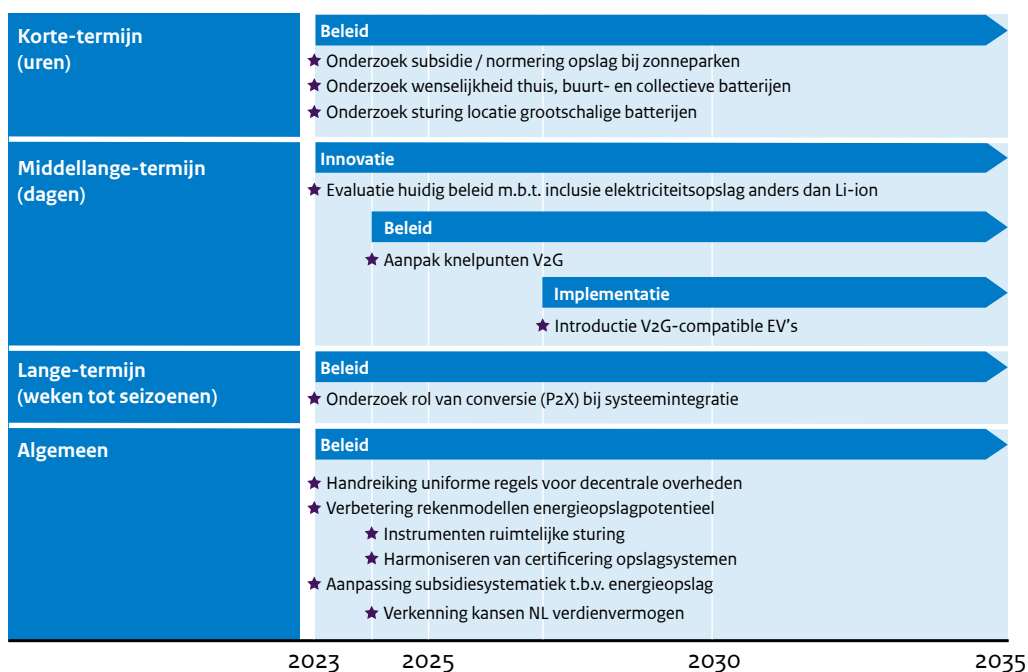 Korte-termijn
(uren)
Beleid
Onderzoek subsidie / normering opslag bij zonneparken
Onderzoek wenselijkheid thuis, buurt- en collectieve batterijen
Onderzoek sturing locatie grootschalige batterijen
Middellange-termijn
(dagen)
Innovatie
Evaluatie huidig beleid m.b.t. inclusie elektriciteitsopslag anders dan Li-ion
Beleid
Aanpak knelpunten V2G
Implementatie
Introductie V2G-compatible EV's
Lange-termijn
(weken tot seizoenen)
Beleid
Onderzoek rol van conversie (P2X) bij systeemintegratie
Algemeen
Beleid
Handreiking uniforme regels voor decentrale overheden
Verbetering rekenmodellen energieopslagpotentieel
Instrumenten ruimtelijke sturing
Harmoniseren van certificering opslagsystemen
Aanpassing subsidiesystematiek t.b.v. energieopslag
Verkenning kansen NL verdienvermogen
2023 2025 2030 2035